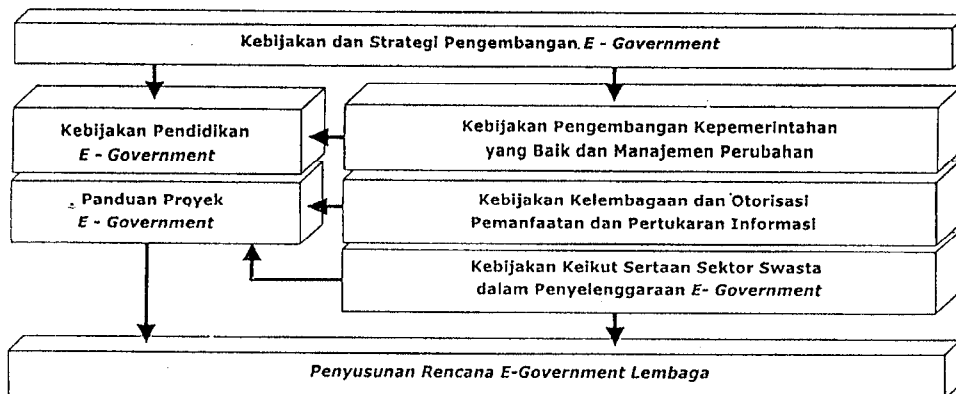 Kebijakan dan Strategi Pengembangan E - Government
Kebijakan Pendidikan
E - Government
Kebijakan Pengembangan Kepemerintahan
yang Baik dan Manajemen Perubahan
Panduan Proyek
E - Government
Kebijakan Kelembagaan dan Otorisasi
Pemanfaatan dan Pertukaran Informasi
Kebijakan Keikut Sertaan Sektor Swasta
dalam Penyelenggaraan E- Government
Penyusunan Rencana E-Government Lembaga